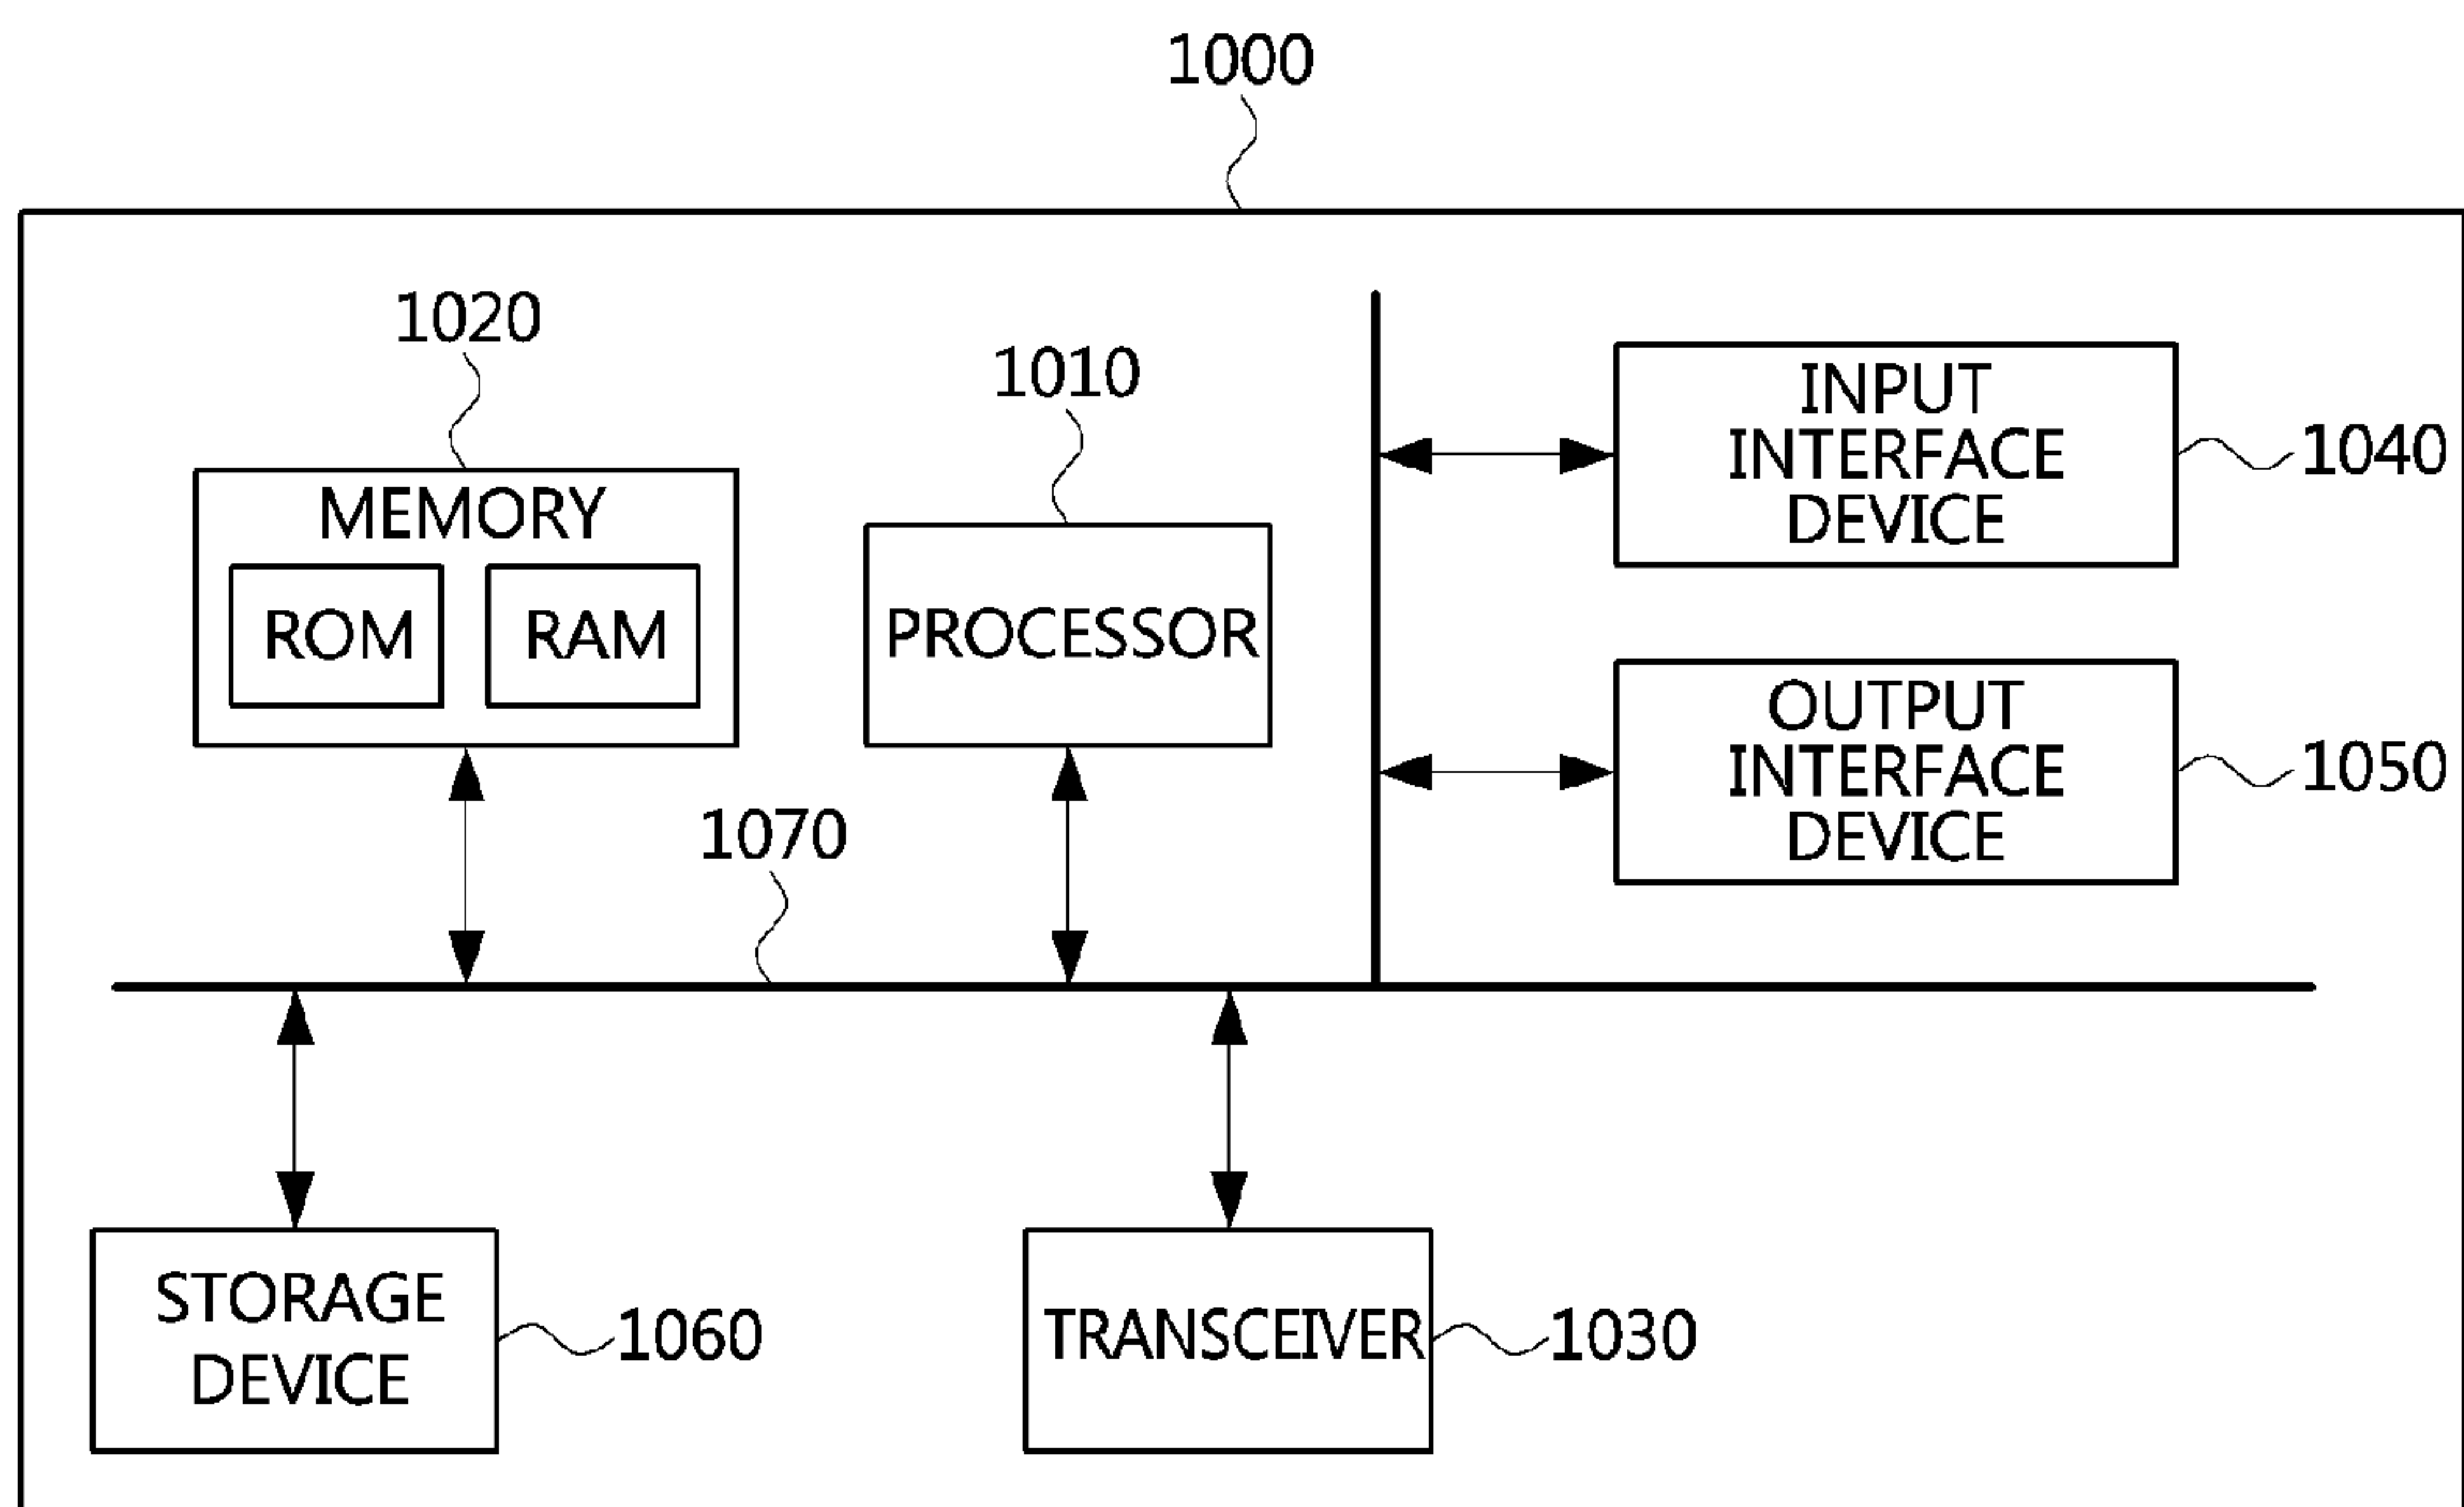 1000
1020
1010
MEMORY
ROM
RAM
PROCESSOR
INPUT
INTERFACE
DEVICE
1040
OUTPUT
INTERFACE
DEVICE
1050
1070
STORAGE
DEVICE
1060
TRANSCEIVER
1030